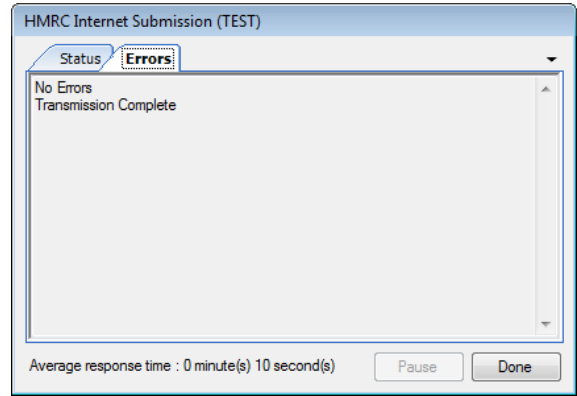 HMRC Internet Submission (TEST)
Status Errors
No Errors
Transmission Complete
Average response time : 0 minute(s) 10 second(s) Pause Done